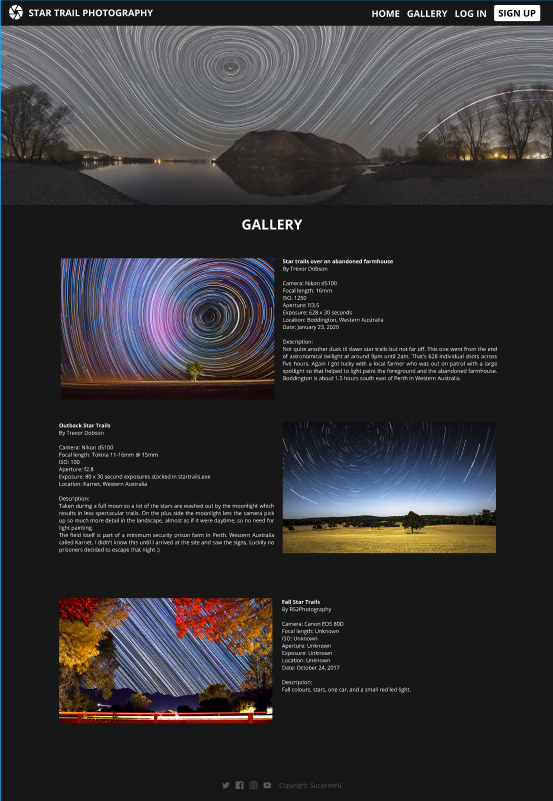 STAR TRAIL PHOTOGRAPHY
HOME GALLERY LOG IN SIGN UP
GALLERY
Star trails over an abandoned farmhouse
By Trevor Dobson
Camera: Nikon d5100
Focal length: 16mm
ISO: 1250
Aperture: f/3.5
Exposure: 628 x 30 seconds
Location: Boddington, Western Australia
Date: January 23, 2020
Description:
Not quite another dusk til dawn star trails but not far off. This one went from the end
of astronomical twilight at around 9pm until 2am. That's 628 individual shots across
five hours. Again I got lucky with a local farmer who was out on patrol with a large
spotlight so that helped to light paint the foreground and the abandoned farmhouse.
Boddington is about 1.5 hours south east of Perth in Western Australia.
Outback Star Trails
By Trevor Dobson
Camera: Nikon d5100
Focal length: Tokina 11-16mm @ 15mm
ISO: 100
Aperture: f2.8
Exposure: 80 x 30 second exposures stacked in startrails.exe
Location: Karnet, Western Australia
Description:
Taken during a full moon so a lot of the stars are washed out by the moonlight which
results in less spectacular trails. On the plus side the moonlight lets the camera pick
up so much more detail in the landscape, almost as if it were daytime, so no need for
light painting.
The field itself is part of a minimum security prison farm in Perth, Western Australia
called Karnet, I didn't know this until I arrived at the site and saw the signs. Luckily no
prisoners decided to escape that night ;)
Fall Star Trails
By RS2Photography
Camera: Canon EOS 80D
Focal length: Unknown
ISO: Unknown
Aperture: Unknown
Exposure: Unknown
Location: Unknown
Date: October 24, 2017
Description:
Fall colours, stars, one car, and a small red led light.
Copyright: SuzanneNL